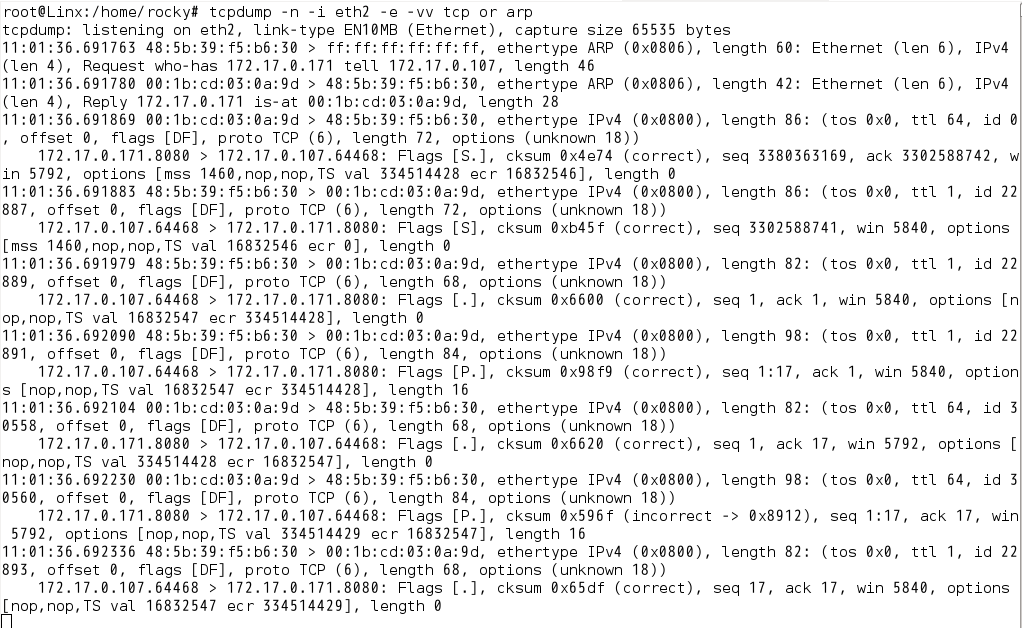 root@Linx:/home/rocky# tcpdump -n -i eth2 -e -vv tcp or arp
tcpdump: listening on eth2, link-type EN10MB (Ethernet), capture size 65535 bytes
11:01:36.691763 48:5b:39:f5:b6:30 > ff:ff:ff:ff:ff:ff, ethertype ARP (0x0806), length 60: Ethernet (len 6), IPv4
(len 4), Request who-has 172.17.0.171 tell 172.17.0.107, length 46
11:01:36.691780 00:1b:cd:03:0a:9d > 48:5b:39:f5:b6:30, ethertype ARP (0x0806), length 42: Ethernet (len 6), IPv4
(len 4), Reply 172.17.0.171 is-at 00:1b:cd:03:0a:9d, length 28
11:01:36.691869 00:1b:cd:03:0a:9d > 48:5b:39:f5:b6:30, ethertype IPv4 (0x0800), length 86: (tos 0x0, ttl 64, id 0
, offset 0, flags [DF], proto TCP (6), length 72, options (unknown 18))
172.17.0.171.8080 > 172.17.0.107.64468: Flags [S.], cksum 0x4e74 (correct), seq 3380363169, ack 3302588742, w
in 5792, options [mss 1460,nop,nop,TS val 334514428 ecr 16832546], length 0
11:01:36.691883 48:5b:39:f5:b6:30 > 00:1b:cd:03:0a:9d, ethertype IPv4 (0x0800), length 86: (tos 0x0, ttl 1, id 22
887, offset 0, flags [DF], proto TCP (6), length 72, options (unknown 18))
172.17.0.107.64468 > 172.17.0.171.8080: Flags [S], cksum 0xb45f (correct), seq 3302588741, win 5840, options
[mss 1460,nop,nop,TS val 16832546 ecr 0], length 0
11:01:36.691979 48:5b:39:f5:b6:30 > 00:1b:cd:03:0a:9d, ethertype IPv4 (0x0800), length 82: (tos 0x0, ttl 1, id 22
889, offset 0, flags [DF], proto TCP (6), length 68, options (unknown 18))
172.17.0.107.64468 > 172.17.0.171.8080: Flags [.], cksum 0x6600 (correct), seq 1, ack 1, win 5840, options [n
op,nop,TS val 16832547 ecr 334514428], length 0
11:01:36.692090 48:5b:39:f5:b6:30 > 00:1b:cd:03:0a:9d, ethertype IPv4 (0x0800), length 98: (tos 0x0, ttl 1, id 22
891, offset 0, flags [DF], proto TCP (6), length 84, options (unknown 18))
172.17.0.107.64468 > 172.17.0.171.8080: Flags [P.], cksum 0x98f9 (correct), seq 1:17, ack 1, win 5840, option
s [nop,nop,TS val 16832547 ecr 334514428], length 16
11:01:36.692104 00:1b:cd:03:0a:9d > 48:5b:39:f5:b6:30, ethertype IPv4 (0x0800), length 82: (tos 0x0, ttl 64, id 3
0558, offset 0, flags [DF], proto TCP (6), length 68, options (unknown 18))
172.17.0.171.8080 > 172.17.0.107.64468: Flags [.], cksum 0x6620 (correct), seq 1, ack 17, win 5792, options [
nop,nop,TS val 334514428 ecr 16832547], length 0
11:01:36.692230 00:1b:cd:03:0a:9d > 48:5b:39:f5:b6:30, ethertype IPv4 (0x0800), length 98: (tos 0x0, ttl 64, id 3
0560, offset 0, flags [DF], proto TCP (6), length 84, options (unknown 18))
172.17.0.171.8080 > 172.17.0.107.64468: Flags [P.], cksum 0x596f (incorrect -> 0x8912), seq 1:17, ack 17, win
5792, options [nop,nop,TS val 334514429 ecr 16832547], length 16
11:01:36.692336 48:5b:39:f5:b6:30 > 00:1b:cd:03:0a:9d, ethertype IPv4 (0x0800), length 82: (tos 0x0, ttl 1, id 22
893, offset 0, flags [DF], proto TCP (6), length 68, options (unknown 18))
172.17.0.107.64468 > 172.17.0.171.8080: Flags [.], cksum 0x65df (correct), seq 17, ack 17, win 5840, options
[nop,nop,TS val 16832547 ecr 334514429], length 0